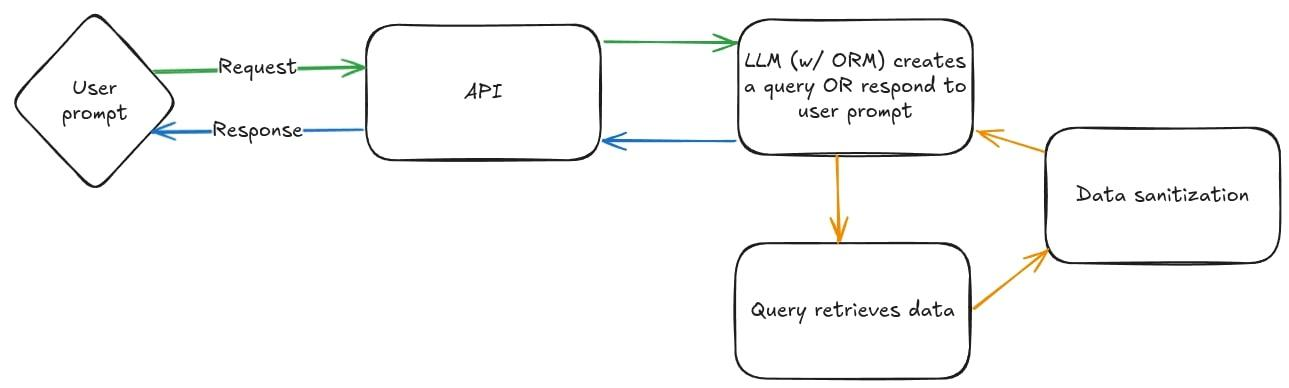 User
prompt
Request
Response
API
LLM (w/ ORM) creates
a query OR respond to
user prompt
Data sanitization
Query retrieves data